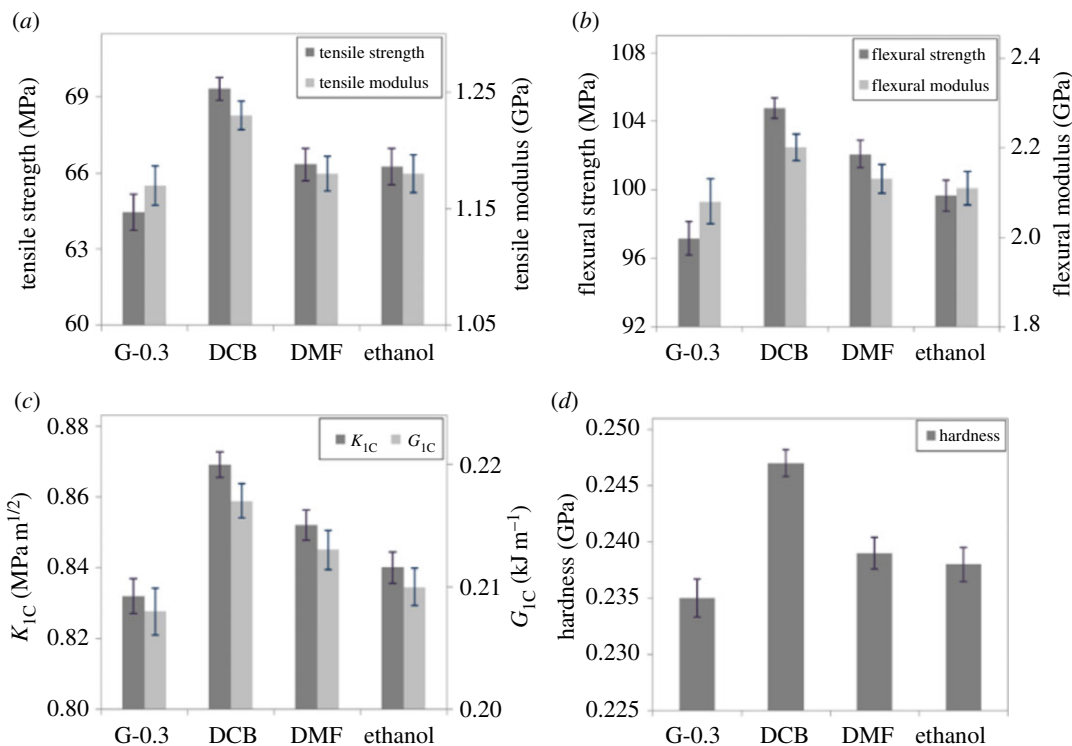 (a)
tensile strength
tensile modulus
tensile strength (MPa)
69
66
63
60
tensile modulus (GPa)
1.25
1.15
1.05
G-0.3 DCB DMF ethanol
(b)
flexural strength
flexural modulus
flexural strength (MPa)
108
104
100
96
92
flexural modulus (GPa)
2.4
2.2
2.0
1.8
G-0.3 DCB DMF ethanol
(c)
K1C G1C
K1C (MPa m1/2)
0.88
0.86
0.84
0.82
0.80
G1C (kJ m−1)
0.22
0.21
0.20
G-0.3 DCB DMF ethanol
(d)
hardness
hardness (GPa)
0.250
0.245
0.240
0.235
0.230
0.225
G-0.3 DCB DMF ethanol